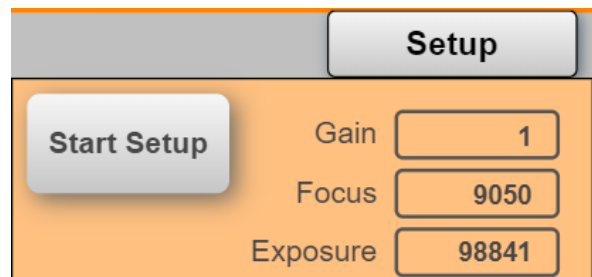 Setup
Start Setup
Gain 1
Focus 9050
Exposure 98841